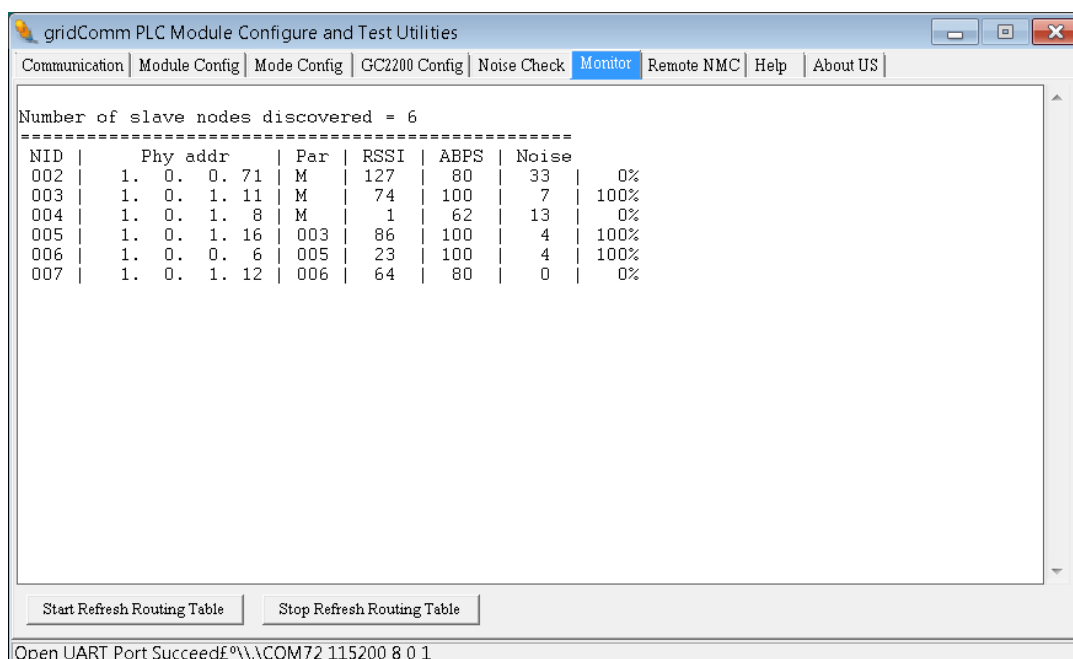 gridComm PLC Module Configure and Test Utilities
Communication Module Config Mode Config GC2200 Config Noise Check Monitor Remote NMC Help About US
Number of slave nodes discovered = 6
==================================================
NID | Phy addr | Par | RSSI | ABPS | Noise
002 | 1. 0. 0. 71 | M | 127 | 80 | 33 | 0%
003 | 1. 0. 1. 11 | M | 74 | 100 | 7 | 100%
004 | 1. 0. 1. 8 | M | 1 | 62 | 13 | 0%
005 | 1. 0. 1. 16 | 003 | 86 | 100 | 4 | 100%
006 | 1. 0. 0. 6 | 005 | 23 | 100 | 4 | 100%
007 | 1. 0. 1. 12 | 006 | 64 | 80 | 0 | 0%
Start Refresh Routing Table Stop Refresh Routing Table
Open UART Port Succeed£º\\.\COM72 115200 8 0 1